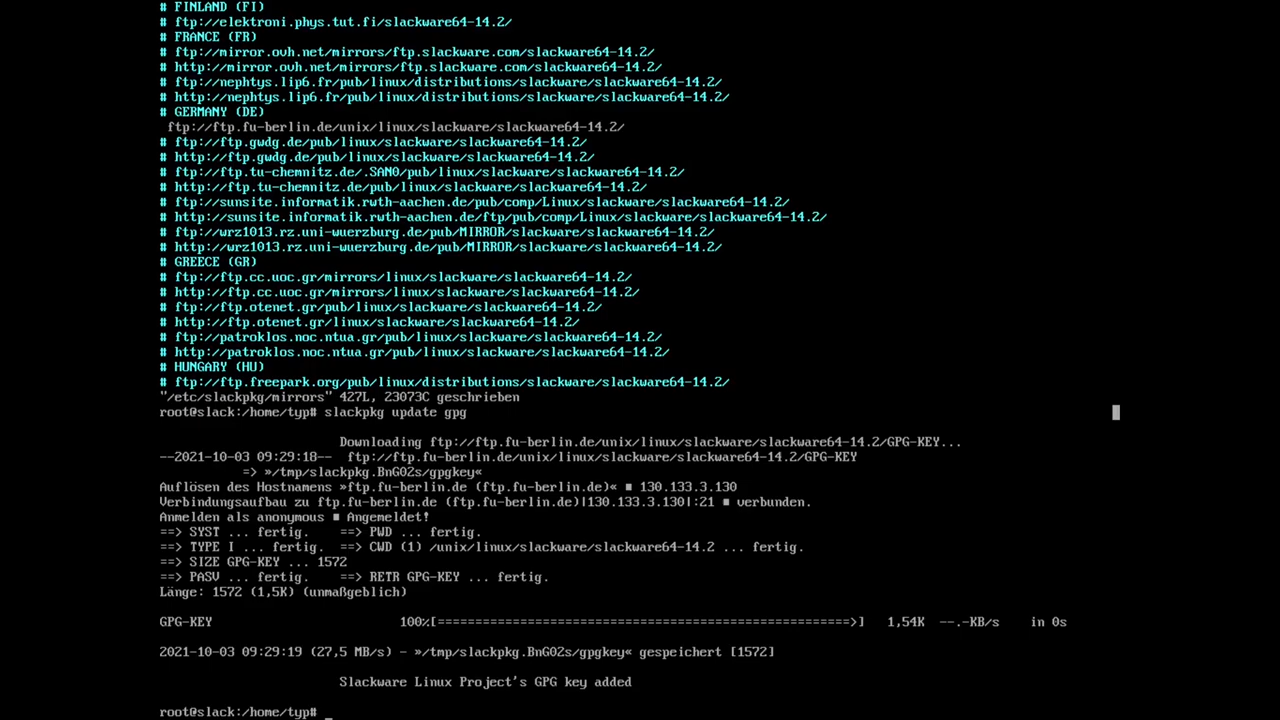 # FINLAND (FI)
# ftp://elektroni.phys.tut.fi/slackware64-14.2/
# FRANCE (FR)
# ftp://mirror.ovh.net/mirrors/ftp.slackware.com/slackware64-14.2/
# http://mirror.ovh.net/mirrors/ftp.slackware.com/slackware64-14.2/
# ftp://nephtys.lip6.fr/pub/linux/distributions/slackware/slackware64-14.2/
# http://nephtys.lip6.fr/pub/linux/distributions/slackware/slackware64-14.2/
# GERMANY (DE)
ftp://ftp.fu-berlin.de/unix/linux/slackware/slackware64-14.2/
# ftp://ftp.gwdg.de/pub/linux/slackware/slackware64-14.2/
# http://ftp.gwdg.de/pub/linux/slackware/slackware64-14.2/
# ftp://ftp.tu-chemnitz.de/.SAN0/pub/linux/slackware/slackware64-14.2/
# http://ftp.tu-chemnitz.de/pub/linux/slackware/slackware64-14.2/
# ftp://sunsite.informatik.rwth-aachen.de/pub/comp/Linux/slackware/slackware64-14.2/
# http://sunsite.informatik.rwth-aachen.de/ftp/pub/comp/Linux/slackware/slackware64-14.2/
# ftp://wrz1013.rz.uni-wuerzburg.de/pub/MIRROR/slackware/slackware64-14.2/
# http://wrz1013.rz.uni-wuerzburg.de/pub/MIRROR/slackware/slackware64-14.2/
# GREECE (GR)
# ftp://ftp.cc.uoc.gr/mirrors/linux/slackware/slackware64-14.2/
# http://ftp.cc.uoc.gr/mirrors/linux/slackware/slackware64-14.2/
# ftp://ftp.otenet.gr/pub/linux/slackware/slackware64-14.2/
# http://ftp.otenet.gr/linux/slackware/slackware64-14.2/
# ftp://patroklos.noc.ntua.gr/pub/linux/slackware/slackware64-14.2/
# http://patroklos.noc.ntua.gr/pub/linux/slackware/slackware64-14.2/
# HUNGARY (HU)
# ftp://ftp.freepark.org/pub/linux/distributions/slackware/slackware64-14.2/
"/etc/slackpkg/mirrors" 427L, 23073C geschrieben
root@slack:/home/typ# slackpkg update gpg
Downloading ftp://ftp.fu-berlin.de/unix/linux/slackware/slackware64-14.2/GPG-KEY...
--2021-10-03 09:29:18-- ftp://ftp.fu-berlin.de/unix/linux/slackware/slackware64-14.2/GPG-KEY
=> »/tmp/slackpkg.BnG02s/gpgkey«
Auflösen des Hostnamens »ftp.fu-berlin.de (ftp.fu-berlin.de)« ■ 130.133.3.130
Verbindungsaufbau zu ftp.fu-berlin.de (ftp.fu-berlin.de)|130.133.3.130|:21 ■ verbunden.
Anmelden als anonymous ■ Angemeldet!
==> SYST ... fertig. ==> PWD ... fertig.
==> TYPE I ... fertig. ==> CWD (1) /unix/linux/slackware/slackware64-14.2 ... fertig.
==> SIZE GPG-KEY ... 1572
==> PASV ... fertig. ==> RETR GPG-KEY ... fertig.
Länge: 1572 (1,5K) (unmaßgeblich)
GPG-KEY 100%[=======================================================>] 1,54K --.-KB/s in 0s
2021-10-03 09:29:19 (27,5 MB/s) - »/tmp/slackpkg.BnG02s/gpgkey« gespeichert [1572]
Slackware Linux Project's GPG key added
root@slack:/home/typ# _